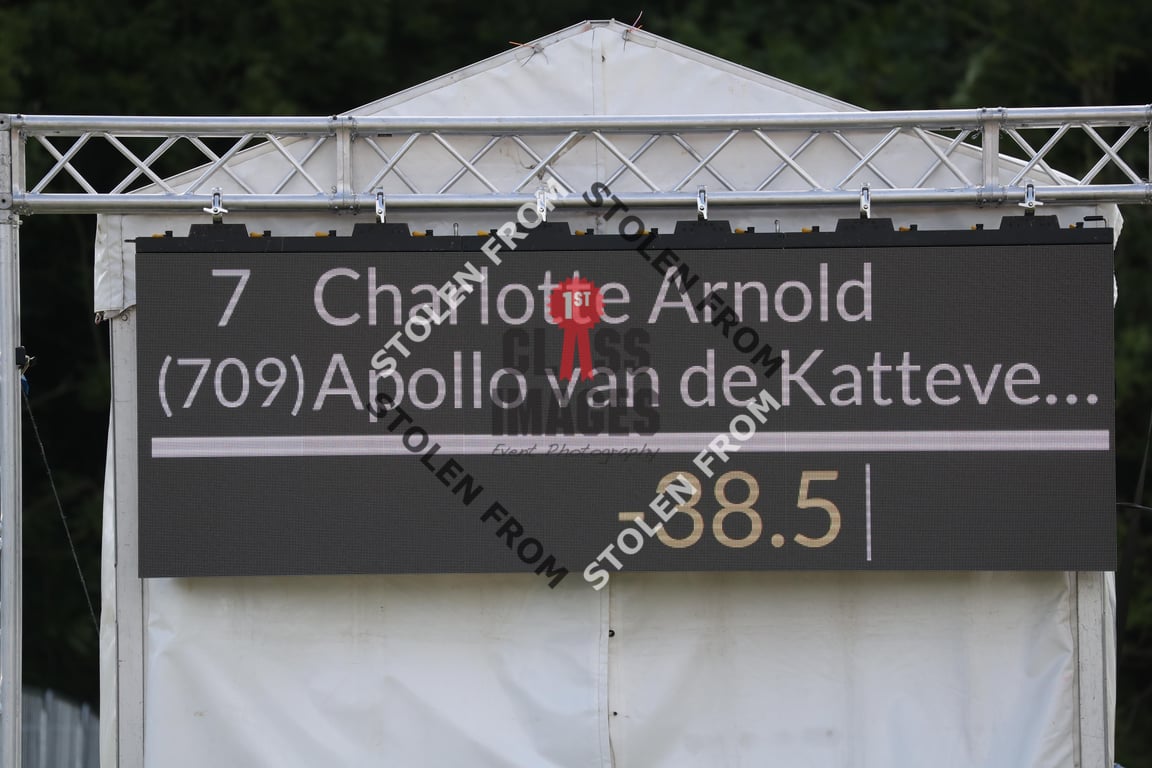 7 Charlotte Arnold
(709) Apollo van de Katteve...
-38.5
1ST
CLASS
IMAGES
Event Photography
STOLEN FROM
STOLEN FROM
STOLEN FROM
STOLEN FROM